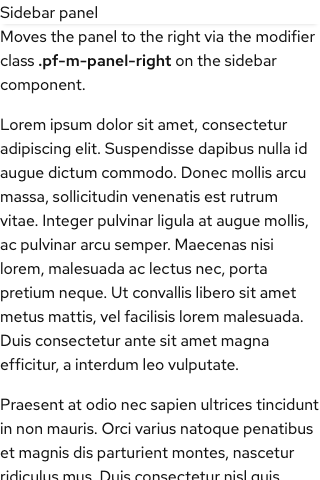 Sidebar panel
Moves the panel to the right via the modifier
class .pf-m-panel-right on the sidebar
component.
Lorem ipsum dolor sit amet, consectetur
adipiscing elit. Suspendisse dapibus nulla id
augue dictum commodo. Donec mollis arcu
massa, sollicitudin venenatis est rutrum
vitae. Integer pulvinar ligula at augue mollis,
ac pulvinar arcu semper. Maecenas nisi
lorem, malesuada ac lectus nec, porta
pretium neque. Ut convallis libero sit amet
metus mattis, vel facilisis lorem malesuada.
Duis consectetur ante sit amet magna
efficitur, a interdum leo vulputate.
Praesent at odio nec sapien ultrices tincidunt
in non mauris. Orci varius natoque penatibus
et magnis dis parturient montes, nascetur
ridiculus mus. Duis consectetur nisl quis